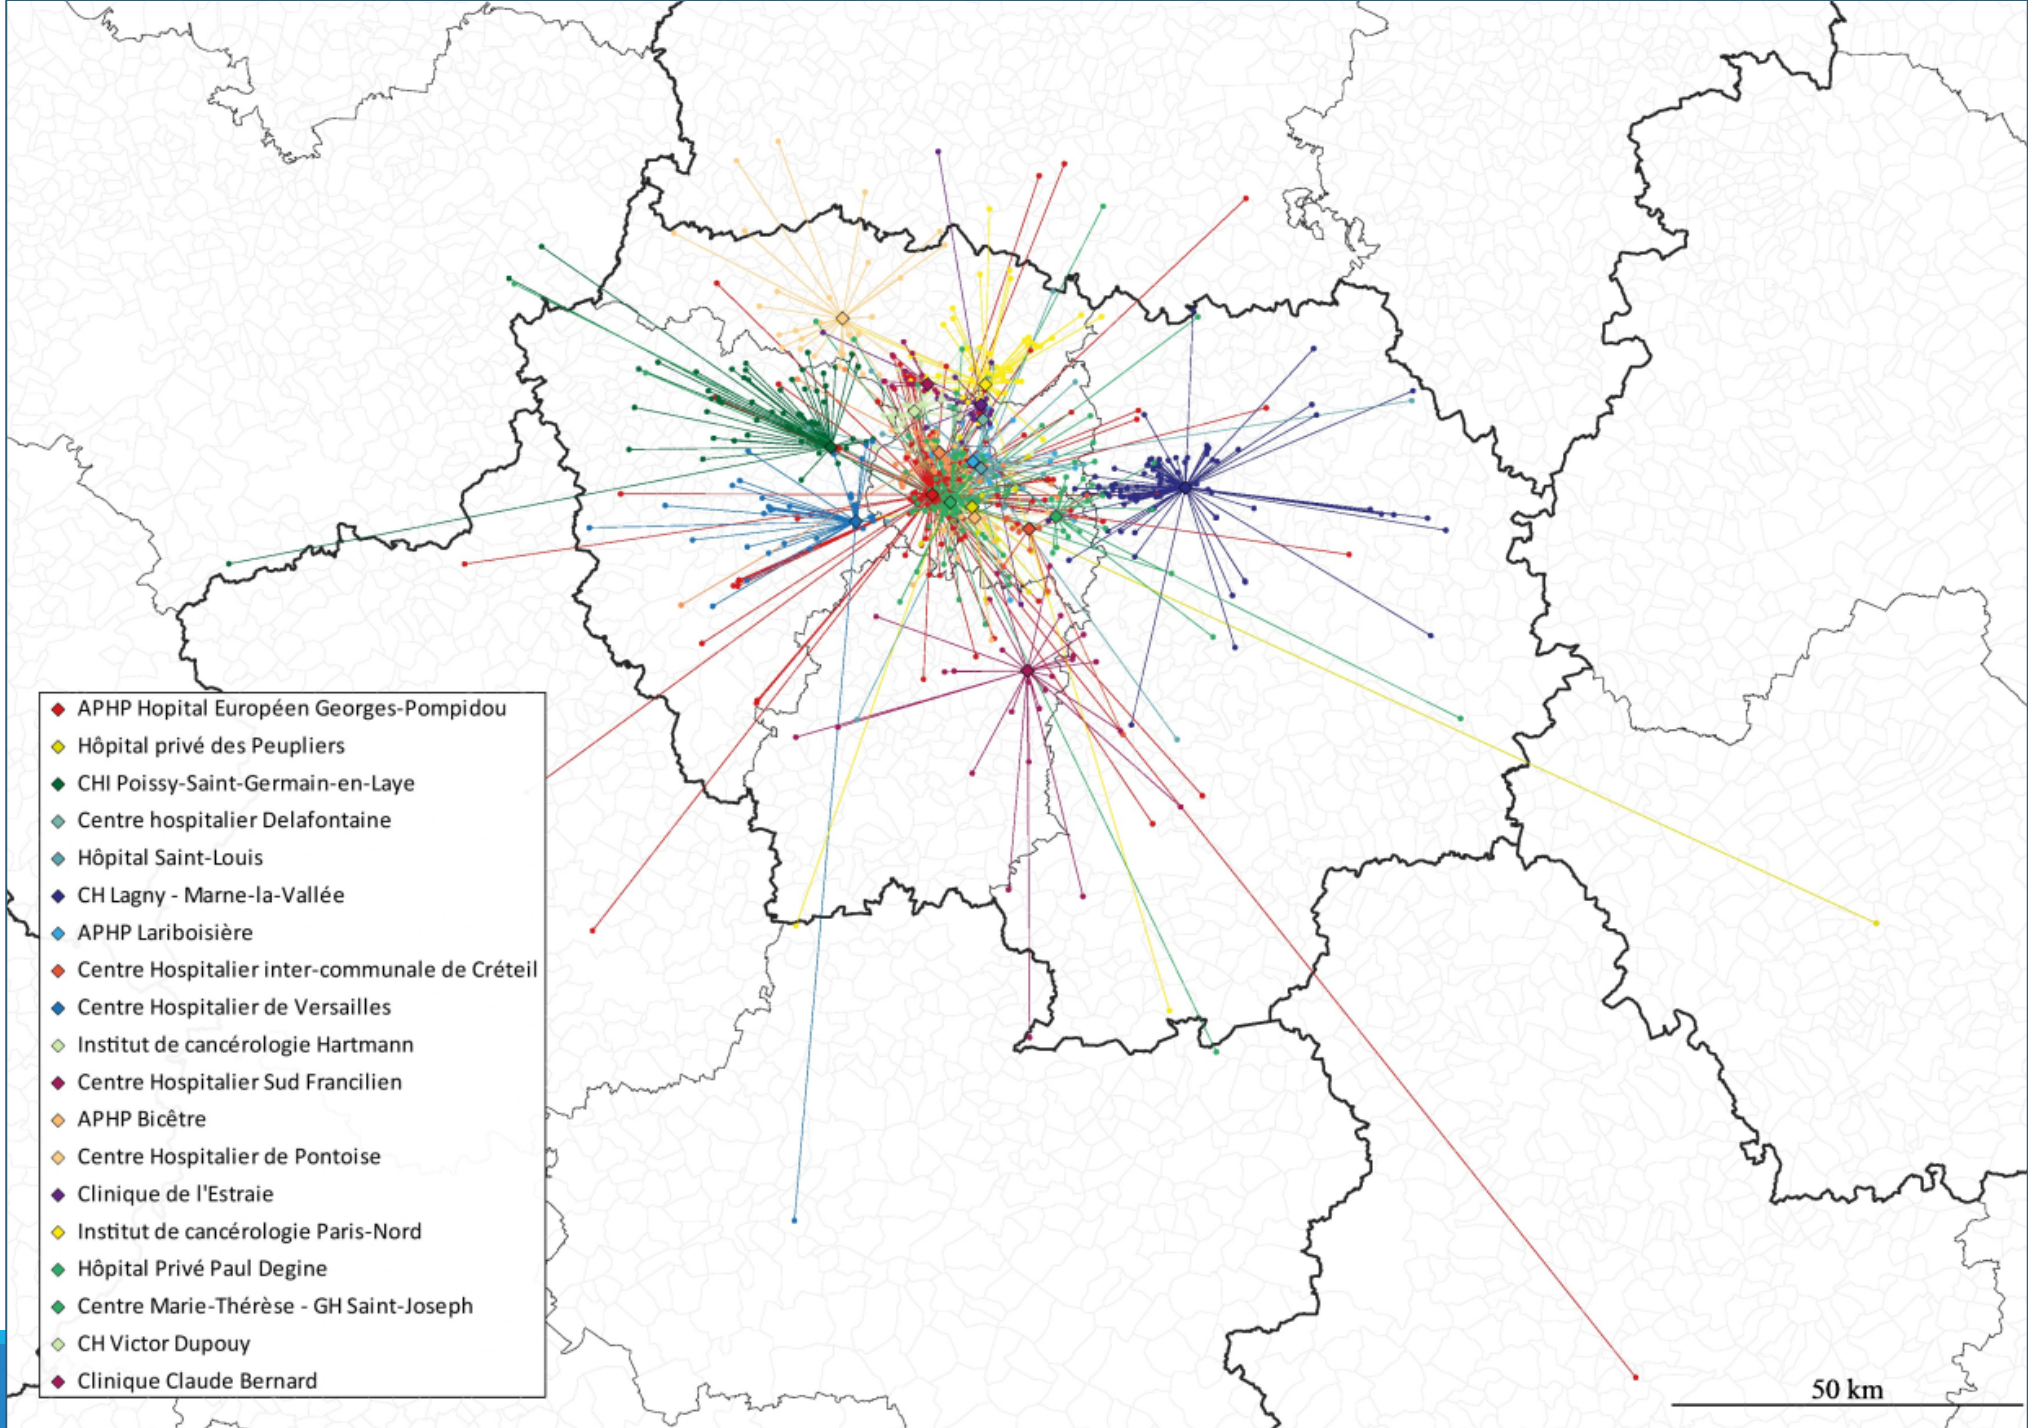 APHP Hopital Européen Georges-Pompidou
Hôpital privé des Peupliers
CHI Poissy-Saint-Germain-en-Laye
Centre hospitalier Delafontaine
Hôpital Saint-Louis
CH Lagny - Marne-la-Vallée
APHP Lariboisière
Centre Hospitalier inter-communale de Créteil
Centre Hospitalier de Versailles
Institut de cancérologie Hartmann
Centre Hospitalier Sud Francilien
APHP Bicêtre
Centre Hospitalier de Pontoise
Clinique de l'Estraie
Institut de cancérologie Paris-Nord
Hôpital Privé Paul Degine
Centre Marie-Thérèse - GH Saint-Joseph
CH Victor Dupouy
Clinique Claude Bernard
50 km